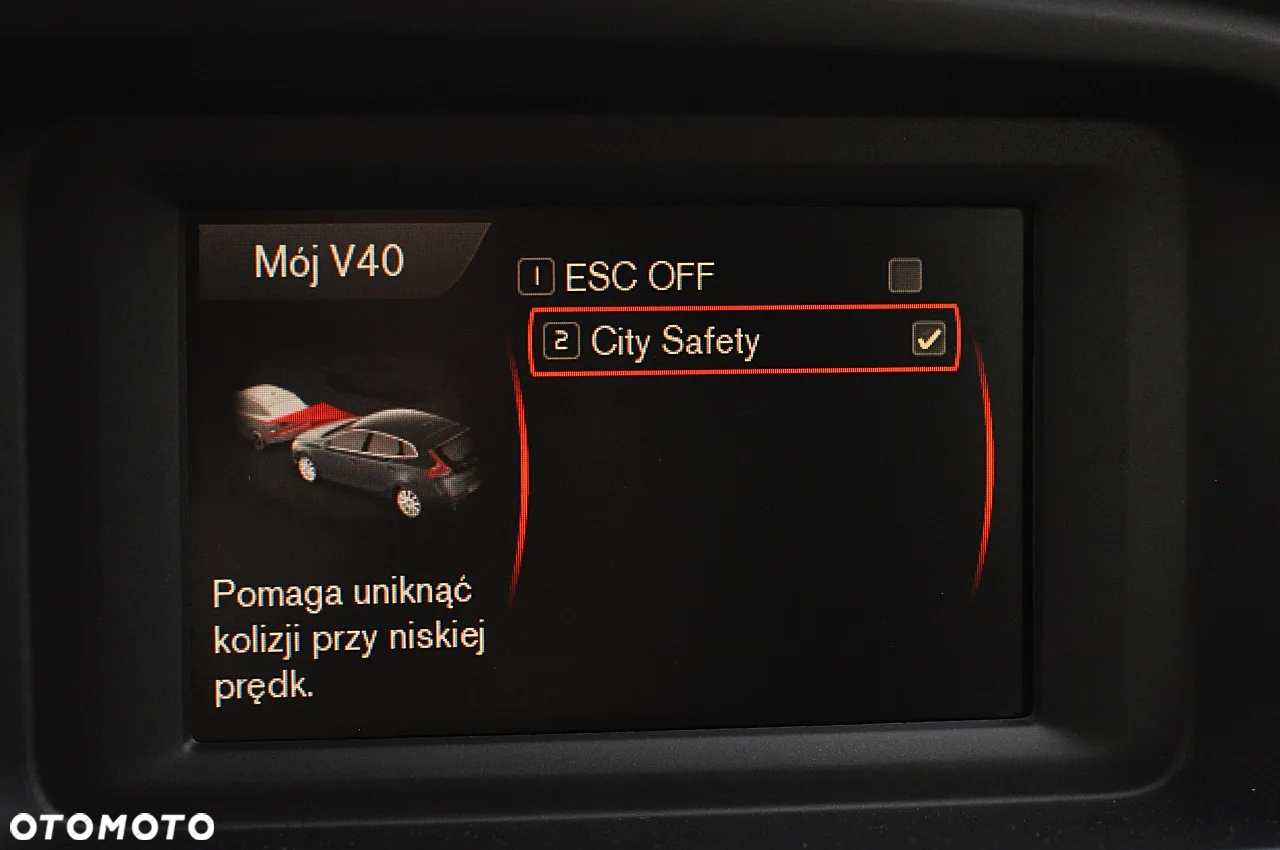 Mój V40
1 ESC OFF
2 City Safety
Pomaga uniknąć
kolizji przy niskiej
prędk.
OTOMOTO